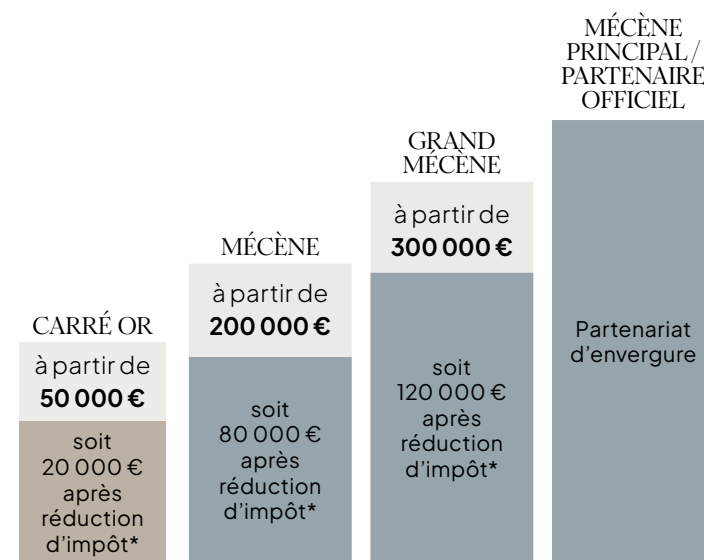 CARRÉ OR
à partir de
50 000 €
soit
20 000 €
après
réduction
d'impôt*
MÉCÈNE
à partir de
200 000 €
soit
80 000 €
après
réduction
d'impôt*
GRAND
MÉCÈNE
à partir de
300 000 €
soit
120 000 €
après
réduction
d'impôt*
MÉCÈNE
PRINCIPAL /
PARTENAIRE
OFFICIEL
Partenariat
d'envergure